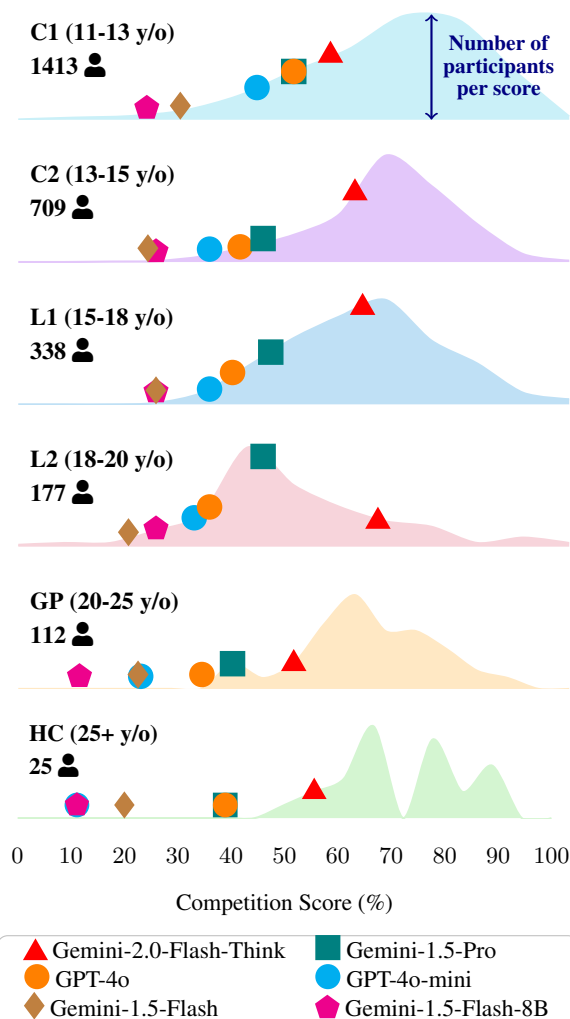 C1 (11-13 y/o)
1413
Number of
participants
per score
C2 (13-15 y/o)
709
L1 (15-18 y/o)
338
L2 (18-20 y/o)
177
GP (20-25 y/o)
112
HC (25+ y/o)
25
0 10 20 30 40 50 60 70 80 90 100
Competition Score (%)
Gemini-2.0-Flash-Think Gemini-1.5-Pro
GPT-4o GPT-4o-mini
Gemini-1.5-Flash Gemini-1.5-Flash-8B